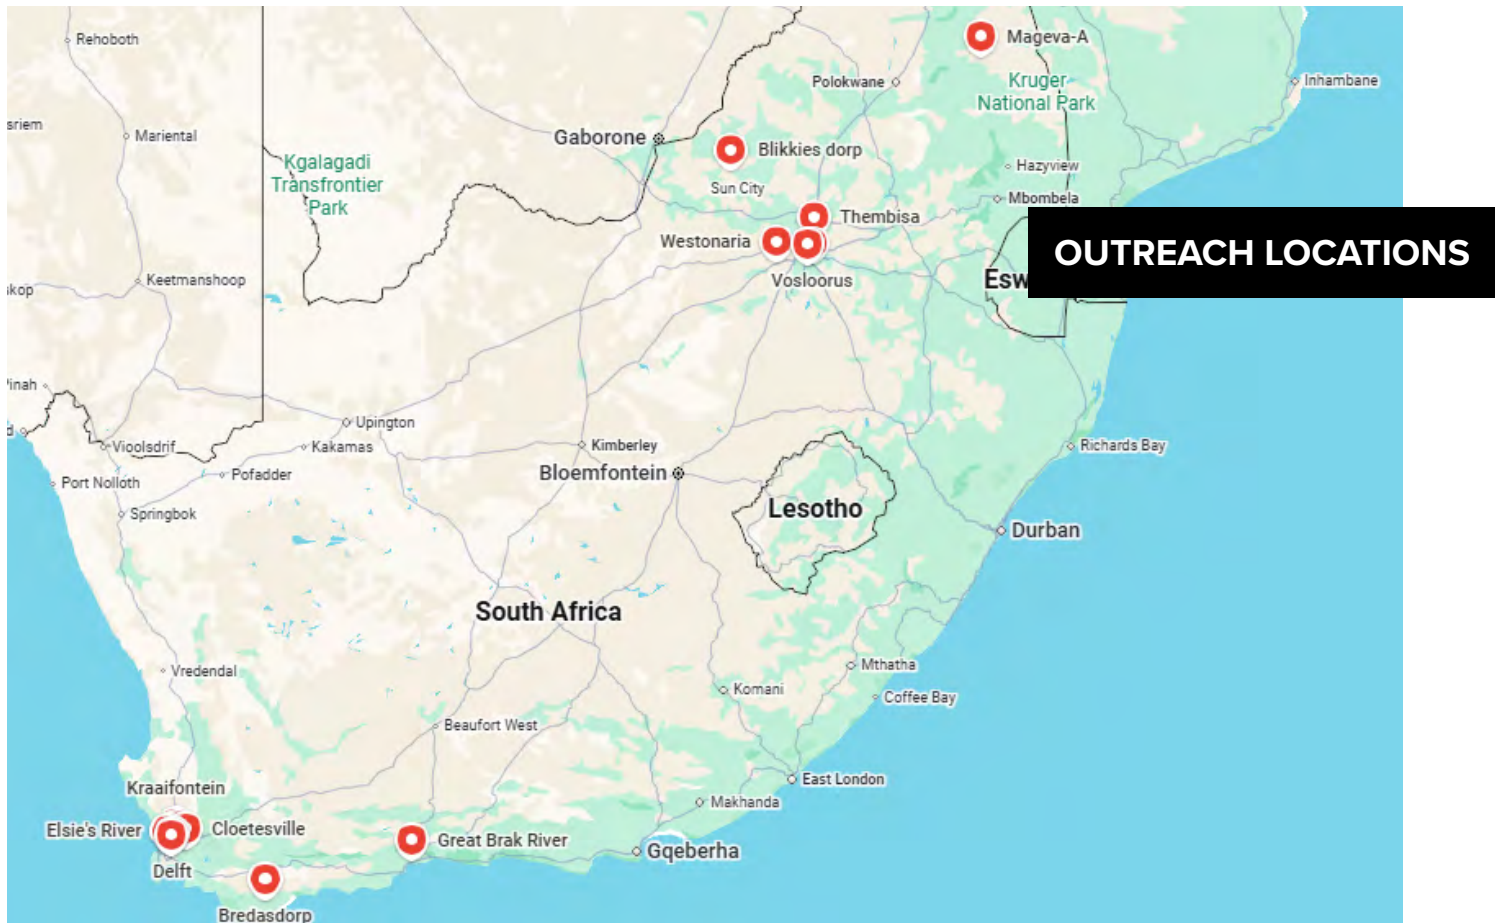 Rehoboth
Mageva-A
Polokwane
Kruger
National Park
Inhambane
sriem
Mariental
Gaborone
Blikkies dorp
Kgalagadi
Transfrontier
Park
Hazyview
Sun City
Mbombela
Thembisa
Westonaria
OUTREACH LOCATIONS
Vosloorus
Esw
Keetmanshoop
skop
Pinah
Upington
d
Vioolsdrif
Kakamas
Kimberley
Richards Bay
Port Nolloth
Pofadder
Bloemfontein
Springbok
Lesotho
Durban
South Africa
Vredendal
Mthatha
Komani
Coffee Bay
Beaufort West
Kraaifontein
East London
Makhanda
Elsie's River
Cloetesville
Great Brak River
Gqeberha
Delft
Bredasdorp